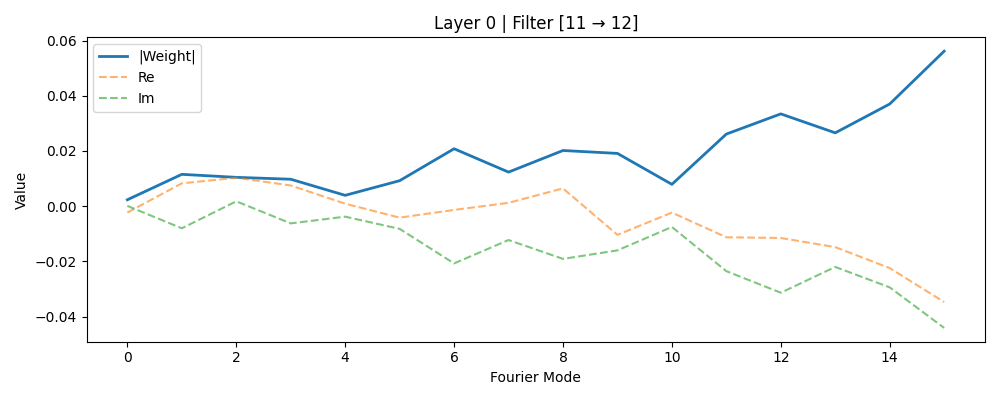 Layer 0 | Filter [11 → 12]
|Weight|
Re
Im
Value
0.06
0.04
0.02
0.00
−0.02
−0.04
0 2 4 6 8 10 12 14
Fourier Mode